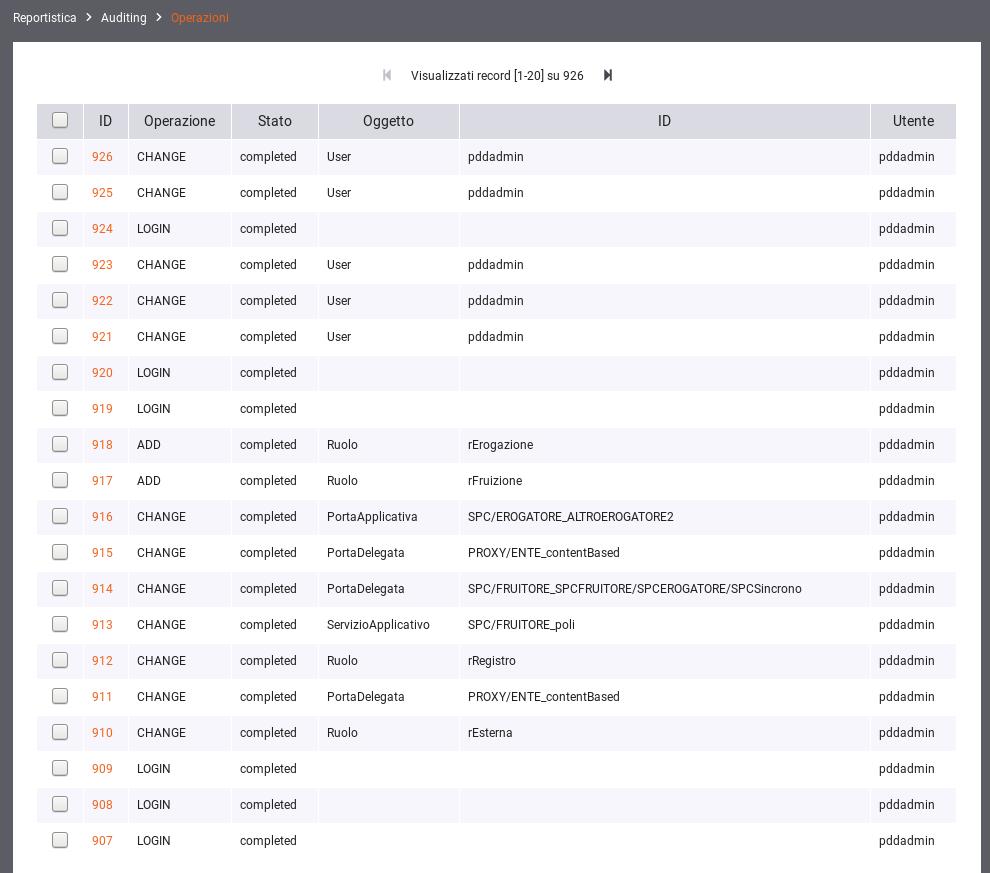 Reportistica > Auditing > Operazioni
Visualizzati record [1-20] su 926
ID Operazione Stato Oggetto ID Utente
926 CHANGE completed User pddadmin pddadmin
925 CHANGE completed User pddadmin pddadmin
924 LOGIN completed pddadmin
923 CHANGE completed User pddadmin pddadmin
922 CHANGE completed User pddadmin pddadmin
921 CHANGE completed User pddadmin pddadmin
920 LOGIN completed pddadmin
919 LOGIN completed pddadmin
918 ADD completed Ruolo rErogazione pddadmin
917 ADD completed Ruolo rFruizione pddadmin
916 CHANGE completed PortaApplicativa SPC/EROGATORE_ALTROEROGATORE2 pddadmin
915 CHANGE completed PortaDelegata PROXY/ENTE_contentBased pddadmin
914 CHANGE completed PortaDelegata SPC/FRUITORE_SPCFRUITORE/SPCEROGATORE/SPCSincrono pddadmin
913 CHANGE completed ServizioApplicativo SPC/FRUITORE_poli pddadmin
912 CHANGE completed Ruolo rRegistro pddadmin
911 CHANGE completed PortaDelegata PROXY/ENTE_contentBased pddadmin
910 CHANGE completed Ruolo rEsterna pddadmin
909 LOGIN completed pddadmin
908 LOGIN completed pddadmin
907 LOGIN completed pddadmin